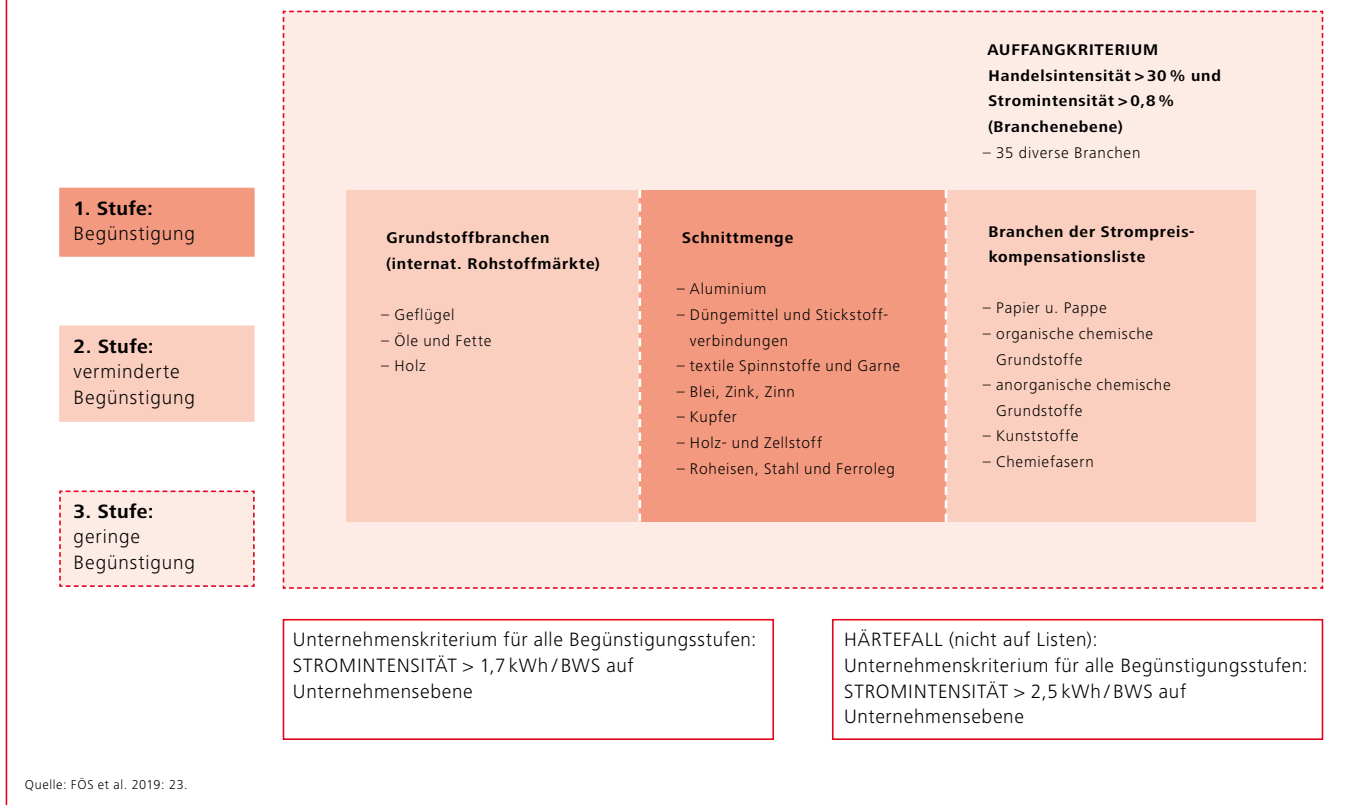 AUFFANGKRITERIUM
Handelsintensität > 30 % und
Stromintensität > 0,8 %
(Branchenebene)
– 35 diverse Branchen
1. Stufe:
Begünstigung
2. Stufe:
verminderte
Begünstigung
3. Stufe:
geringe
Begünstigung
Grundstoffbranchen
(internat. Rohstoffmärkte)
– Geflügel
– Öle und Fette
– Holz
Schnittmenge
– Aluminium
– Düngemittel und Stickstoff-
verbindungen
– textile Spinnstoffe und Garne
– Blei, Zink, Zinn
– Kupfer
– Holz- und Zellstoff
– Roheisen, Stahl und Ferroleg
Branchen der Strompreis-
kompensationsliste
– Papier u. Pappe
– organische chemische
Grundstoffe
– anorganische chemische
Grundstoffe
– Kunststoffe
– Chemiefasern
Unternehmenskriterium für alle Begünstigungsstufen:
STROMINTENSITÄT > 1,7 kWh / BWS auf
Unternehmensebene
HÄRTEFALL (nicht auf Listen):
Unternehmenskriterium für alle Begünstigungsstufen:
STROMINTENSITÄT > 2,5 kWh / BWS auf
Unternehmensebene
Quelle: FÖS et al. 2019: 23.